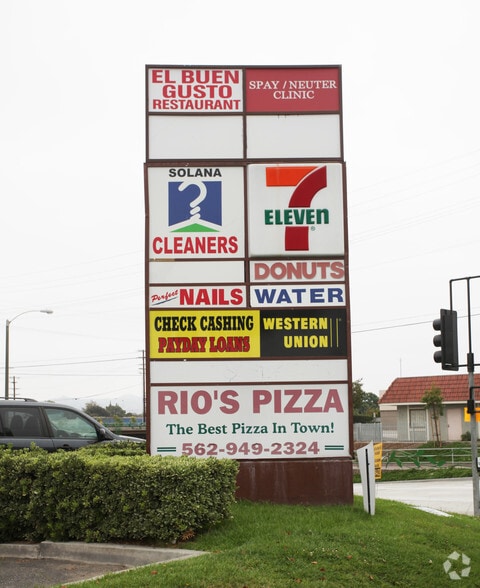 EL BUEN
GUSTO
RESTAURANT
SPAY / NEUTER
CLINIC
SOLANA
?
CLEANERS
7
ELEVEN
®
DONUTS
Perfect NAILS
WATER
CHECK CASHING
PAYDAY LOANS
WESTERN
UNION
RIO'S PIZZA
The Best Pizza In Town!
562-949-2324